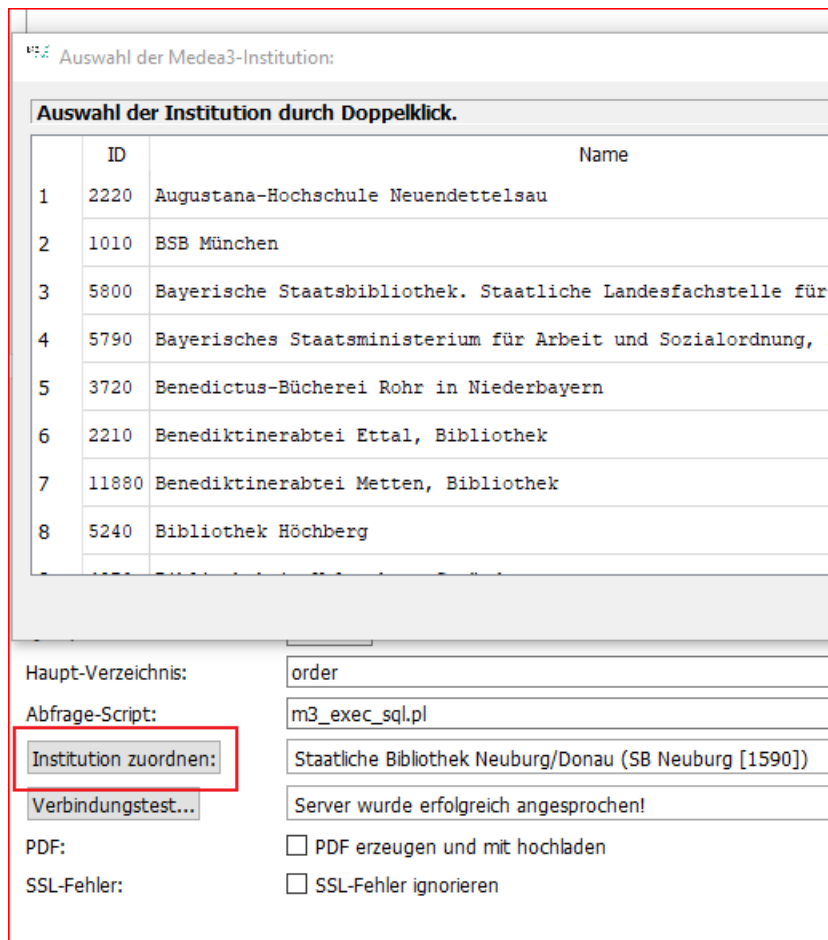 Auswahl der Medea3-Institution:
Auswahl der Institution durch Doppelklick.
ID Name
1 2220 Augustana-Hochschule Neuendettelsau
2 1010 BSB München
3 5800 Bayerische Staatsbibliothek. Staatliche Landesfachstelle für
4 5790 Bayerisches Staatsministerium für Arbeit und Sozialordnung,
5 3720 Benedictus-Bücherei Rohr in Niederbayern
6 2210 Benediktinerabtei Ettal, Bibliothek
7 11880 Benediktinerabtei Metten, Bibliothek
8 5240 Bibliothek Höchberg
Haupt-Verzeichnis: order
Abfrage-Script: m3_exec_sql.pl
Institution zuordnen: Staatliche Bibliothek Neuburg/Donau (SB Neuburg [1590])
Verbindungstest... Server wurde erfolgreich angesprochen!
PDF: PDF erzeugen und mit hochladen
SSL-Fehler: SSL-Fehler ignorieren